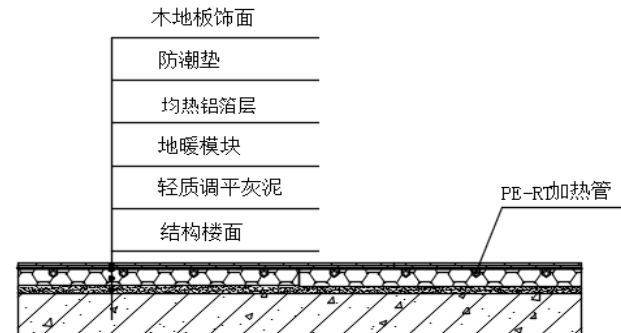 木地板饰面
防潮垫
均热铝箔层
地暖模块
轻质调平灰泥
PE-RT加热管
结构楼面